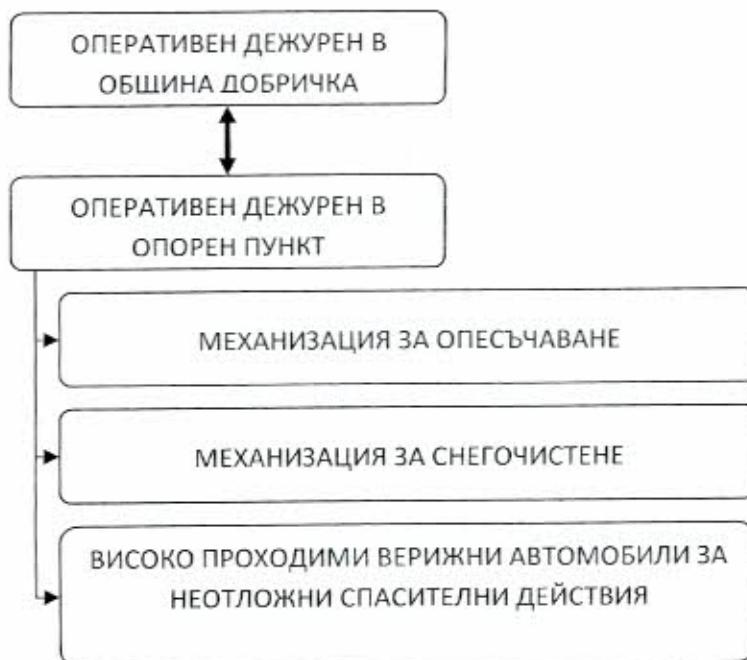 ОПЕРАТИВЕН ДЕЖУРЕН В
ОБЩИНА ДОБРИЧКА
ОПЕРАТИВЕН ДЕЖУРЕН В
ОПОРЕН ПУНКТ
МЕХАНИЗАЦИЯ ЗА ОПЕСЪЧАВАНЕ
МЕХАНИЗАЦИЯ ЗА СНЕГОЧИСТЕНЕ
ВИСОКО ПРОХОДИМИ ВЕРИЖНИ АВТОМОБИЛИ ЗА
НЕОТЛОЖНИ СПАСИТЕЛНИ ДЕЙСТВИЯ